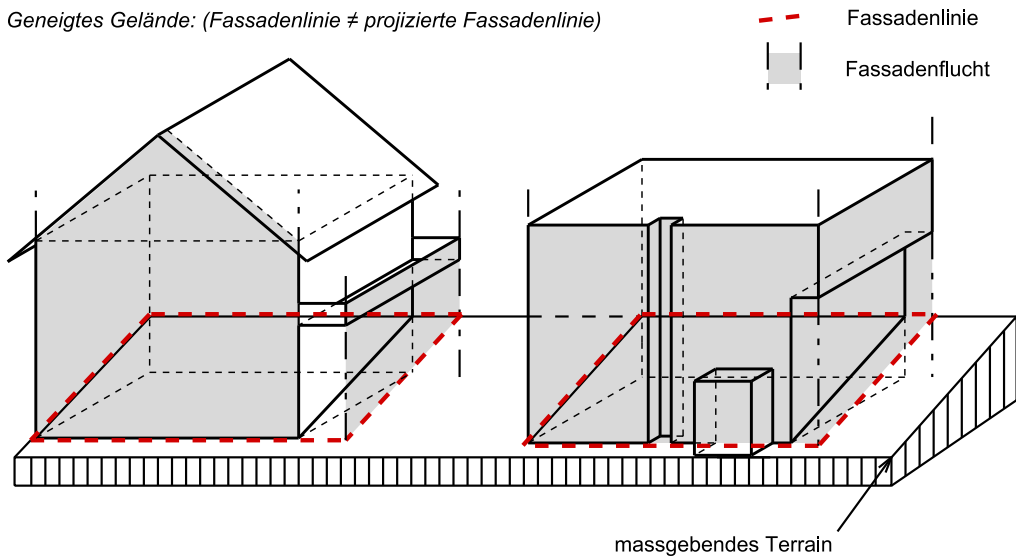 Geneigtes Gelände: (Fassadenlinie ≠ projizierte Fassadenlinie)
Fassadenlinie
Fassadenflucht
massgebendes Terrain